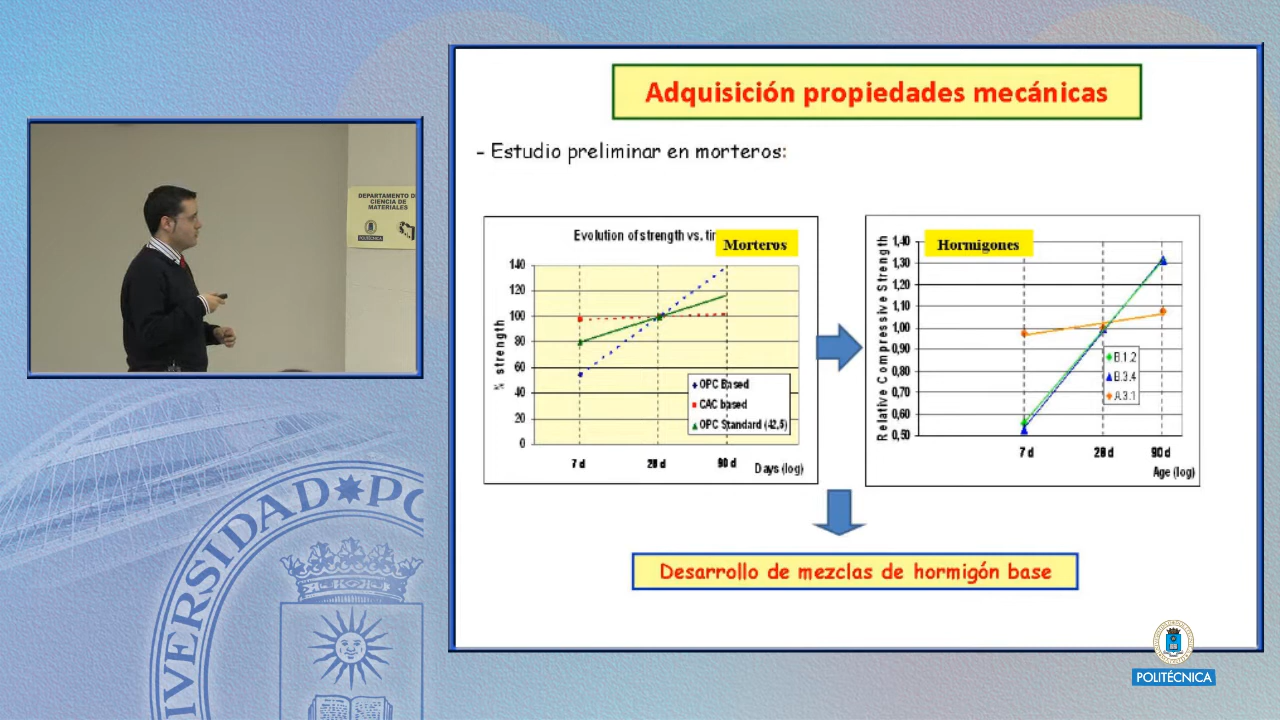 Adquisición propiedades mecánicas
- Estudio preliminar en morteros:
DEPARTAMENTO D
CIENCIA DE
MATERIALES
POLITÉCNICA
Evolution of strength vs. tir
Morteros
% strength
140
120
100
80
60
40
20
0
OPC Based
CAC based
OPC Standard (42,5)
7 d
28 d
90 d
Days (log)
Hormigones
Relative Compressive Strength
1,40
1,30
1,20
1,10
1,00
0,90
0,80
0,70
0,60
0,50
B.1.2
B.3.4
A.3.1
7 d
28 d
90 d
Age (log)
Desarrollo de mezclas de hormigón base
IVERSIDAD POL
POLITÉCNICA